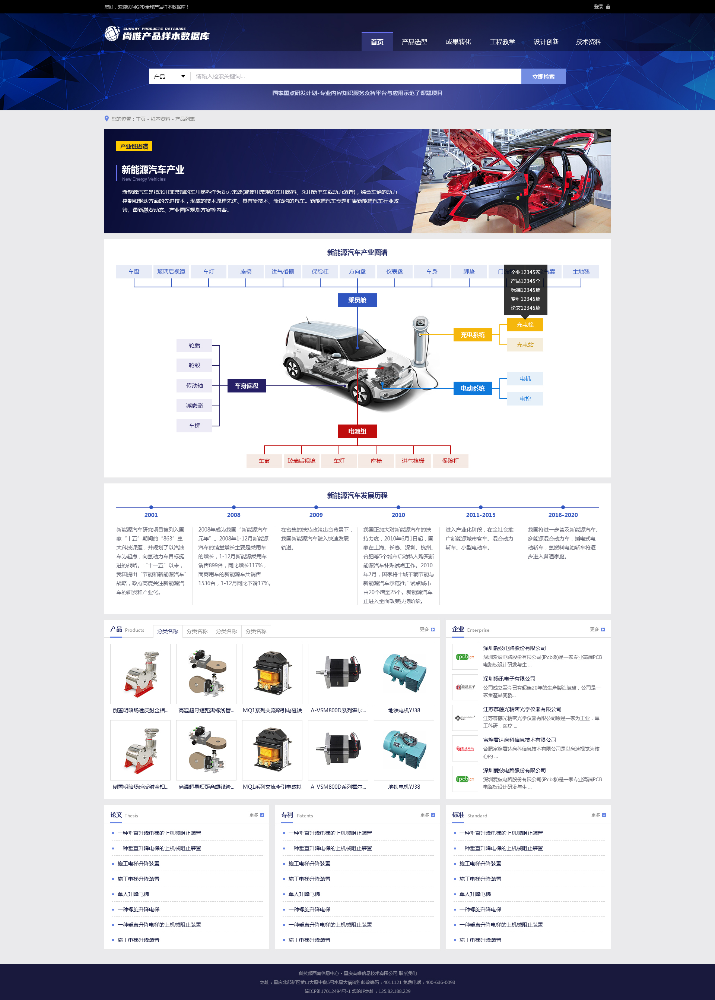 您好，欢迎访问GPD全球产品样本数据库！
登录
SUNWAY PRODUCTS DATABASE
尚唯产品样本数据库
首页 产品选型 成果转化 工程教学 设计创新 技术资料
产品 请输入检索关键词... 立即检索
国家重点研发计划-专业内容知识服务众智平台与应用示范子课题项目
您的位置：主页 - 样本资料 - 产品列表
产业链图谱
新能源汽车产业
New Energy Vehicles
新能源汽车是指采用非常规的车用燃料作为动力来源(或使用常规的车用燃料、采用新型车载动力装置)，综合车辆的动力
控制和驱动方面的先进技术，形成的技术原理先进、具有新技术、新结构的汽车。新能源汽车专题汇集新能源汽车行业政
策、最新融资动态、产业园区规划方案等内容。
新能源汽车产业图谱
车窗 玻璃后视镜 车灯 座椅 进气格栅 保险杠 方向盘 仪表盘 车身 脚垫 门饰 气囊 主地毯
企业12345家
产品12345个
标准12345篇
专利12345篇
论文12345篇
乘员舱
充电系统
充电栓
充电站
轮胎
轮毂
传动轴
减震器
车桥
车身底盘
电动系统
电机
电控
电池组
车窗 玻璃后视镜 车灯 座椅 进气格栅 保险杠
新能源汽车发展历程
2001
新能源汽车研究项目被列入国
家“十五”期间的“863”重
大科技课题，并规划了以汽油
车为起点，向氢动力车目标挺
进的战略。“十一五”以来，
我国提出“节能和新能源汽车”
战略，政府高度关注新能源汽
车的研发和产业化。
2008
2008年成为我国“新能源汽车
元年”。2008年1-12月新能源
汽车的销量增长主要是乘用车
的增长，1-12月新能源乘用车
销售899台，同比增长117%，
而商用车的新能源车共销售
1536台，1-12月同比下滑17%。
2009
在密集的扶持政策出台背景下，
我国新能源汽车驶入快速发展
轨道。
2010
我国正加大对新能源汽车的扶
持力度，2010年6月1日起，国
家在上海、长春、深圳、杭州、
合肥等5个城市启动私人购买新
能源汽车补贴试点工作。2010
年7月，国家将十城千辆节能与
新能源汽车示范推广试点城市
由20个增至25个。新能源汽车
正进入全面政策扶持阶段。
2011-2015
进入产业化阶段，在全社会推
广新能源城市客车、混合动力
轿车、小型电动车。
2016-2020
我国将进一步普及新能源汽车、
多能源混合动力车，插电式电
动轿车，氢燃料电池轿车将逐
步进入普通家庭。
产品 Products 分类名称 分类名称 分类名称 分类名称 更多
倒置明暗场透反射金相... 高温超导短距离螺线管... MQ1系列交流牵引电磁铁 A-VSM800D系列霍尔... 地铁电机YJ38
倒置明暗场透反射金相... 高温超导短距离螺线管... MQ1系列交流牵引电磁铁 A-VSM800D系列霍尔... 地铁电机YJ38
企业 Enterprise 更多
ipcb.cn
深圳爱彼电路股份有限公司
深圳爱彼电路股份有限公司(iPcb®)是一家专业高端PCB
电路板设计研发与生 ...
深圳扬讯电子有限公司
公司成立至今已有超過20年的生產製造經驗，公司是一
家集產品開發...
江苏慕藤光精密光学仪器有限公司
江苏慕藤光精密光学仪器有限公司原是一家为工业，军
工科研，医疗 ...
富煌君达高科信息技术有限公司
合肥富煌君达高科信息技术有限公司是以高速视觉为核
心的 ...
ipcb.cn
深圳爱彼电路股份有限公司
深圳爱彼电路股份有限公司(iPcb®)是一家专业高端PCB
电路板设计研发与生 ...
论文 Thesis 更多
一种垂直升降电梯的上机械阻止装置
一种垂直升降电梯的上机械阻止装置
施工电梯升降装置
施工电梯升降装置
单人升降电梯
一种螺旋升降电梯
一种垂直升降电梯的上机械阻止装置
施工电梯升降装置
专利 Patents 更多
一种垂直升降电梯的上机械阻止装置
一种垂直升降电梯的上机械阻止装置
施工电梯升降装置
施工电梯升降装置
单人升降电梯
一种螺旋升降电梯
一种垂直升降电梯的上机械阻止装置
施工电梯升降装置
标准 Standard 更多
一种垂直升降电梯的上机械阻止装置
一种垂直升降电梯的上机械阻止装置
施工电梯升降装置
施工电梯升降装置
单人升降电梯
一种螺旋升降电梯
一种垂直升降电梯的上机械阻止装置
施工电梯升降装置
科技部西南信息中心 • 重庆尚唯信息技术有限公司 联系我们
地址：重庆北部新区黄山大道中段5号水星大厦B座 邮政编码：4011121 免费电话：400-636-0093
渝ICP备17012494号-1 您的IP地址：125.82.188.229